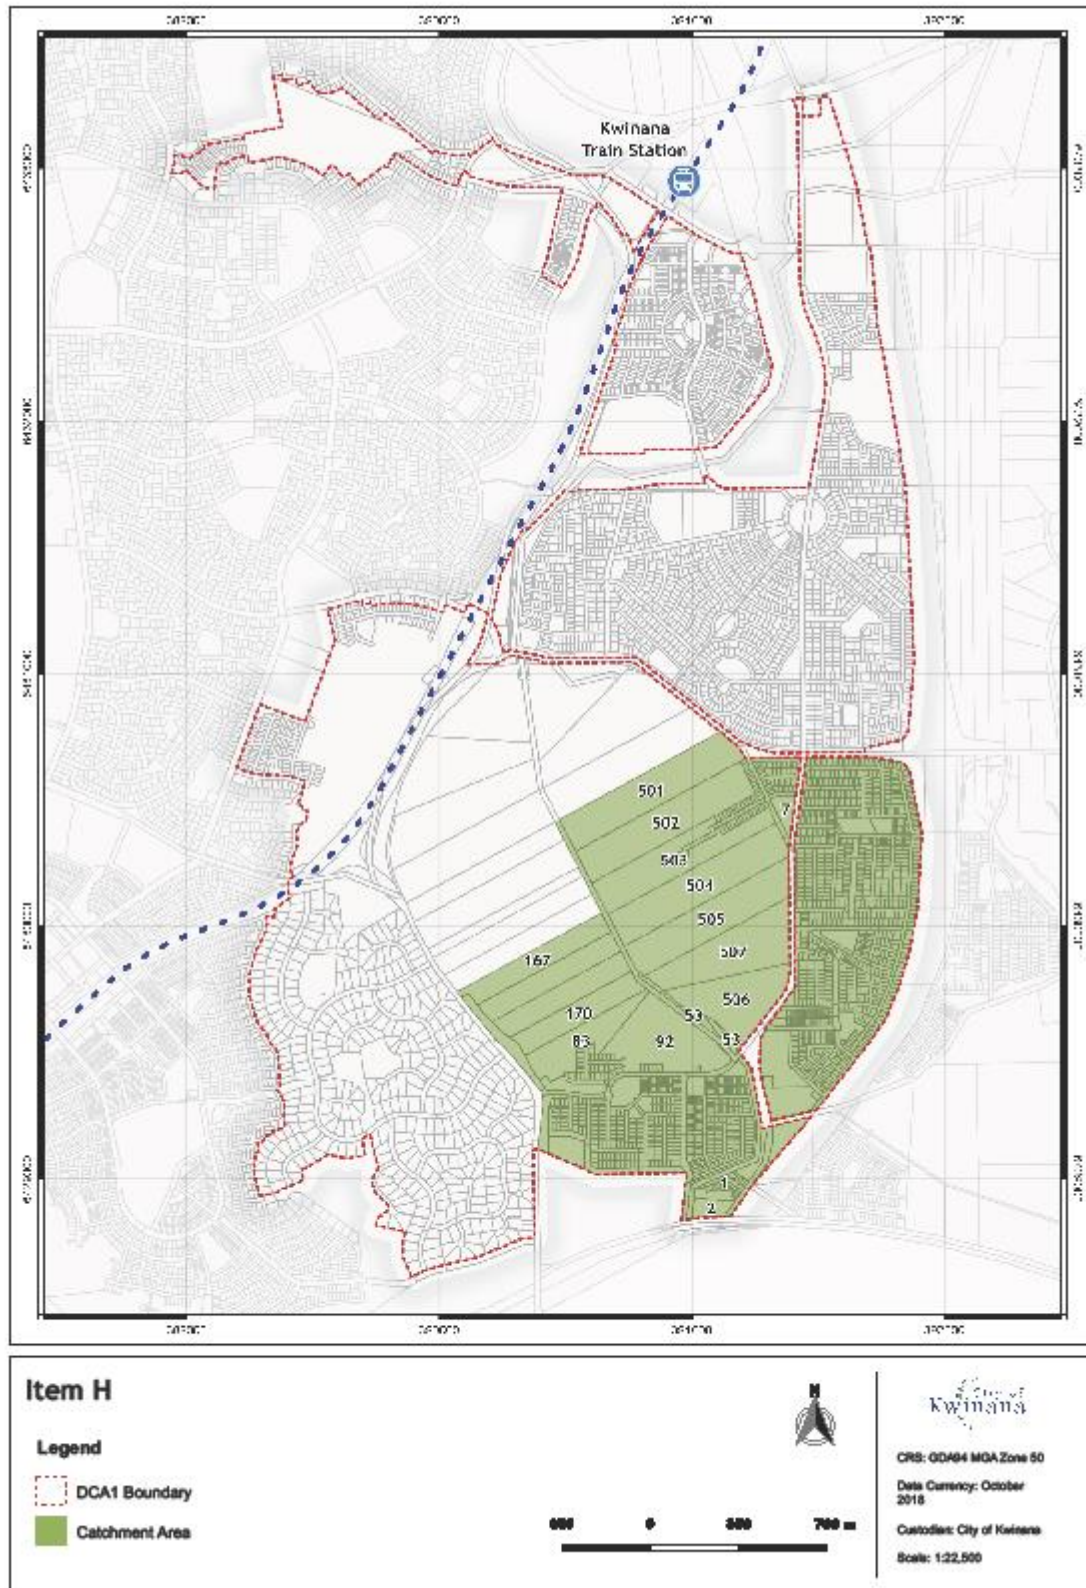 Kwinana
Train Station
501
502
7
503
504
505
507
167
506
170
53
83
92
53
1
2
Item H
N
Legend
DCA1 Boundary
Catchment Area
Kwinana
CRS: GDA94 MGA Zone 50
Data Currency: October
2018
Custodian: City of Kwinana
Scale: 1:22,500